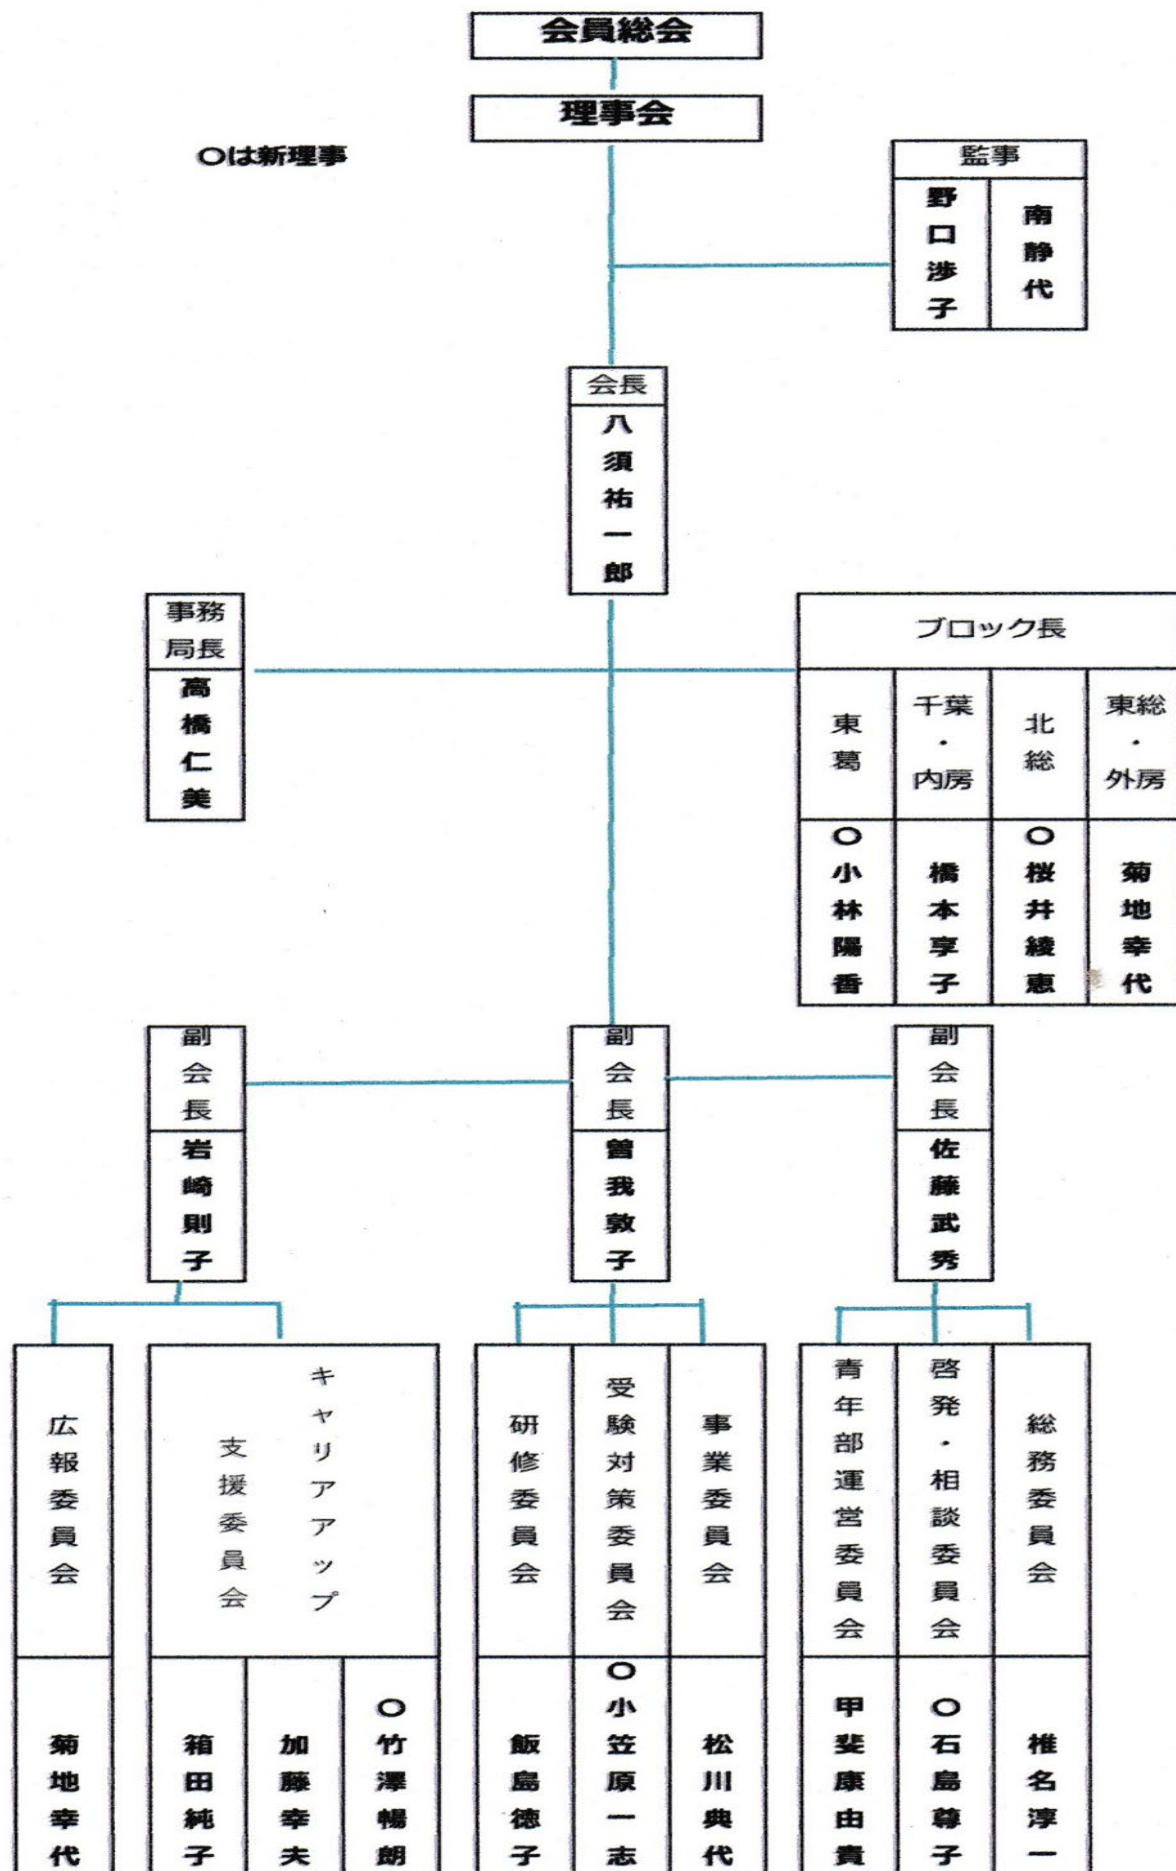 会員総会
理事会
〇は新理事
監事
野口渉子
南静代
会長
八須祐一郎
事務
局長
高橋仁美
ブロック長
東葛
千葉・内房
北総
東総・外房
〇小林陽香
橋本享子
〇桜井綾恵
菊地幸代
副会長
岩崎則子
副会長
曽我敦子
副会長
佐藤武秀
広報委員会
菊地幸代
キャリアアップ
支援委員会
箱田純子
加藤幸夫
〇竹澤暢朗
研修委員会
受験対策委員会
事業委員会
飯島徳子
〇小笠原一志
松川典代
青年部運営委員会
啓発・相談委員会
総務委員会
甲斐康由貴
〇石島尊子
椎名淳一